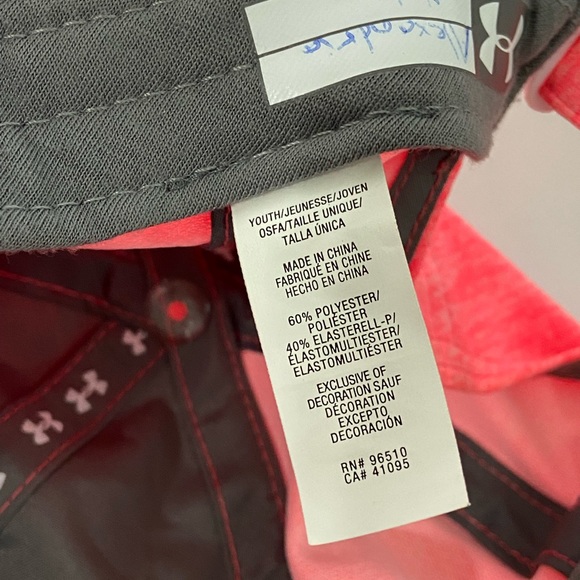 YOUTH/JEUNESSE/JOVEN
OSFA/TAILLE UNIQUE/
TALLA ÚNICA
MADE IN CHINA
FABRIQUÉ EN CHINE
HECHO EN CHINA
60% POLYESTER/
POLIÉSTER
40% ELASTERELL-P/
ÉLASTOMULTIESTER/
ELASTOMULTIÉSTER
EXCLUSIVE OF
DECORATION SAUF
DÉCORATION
EXCEPTO
DECORACIÓN
RN# 96510
CA# 41095